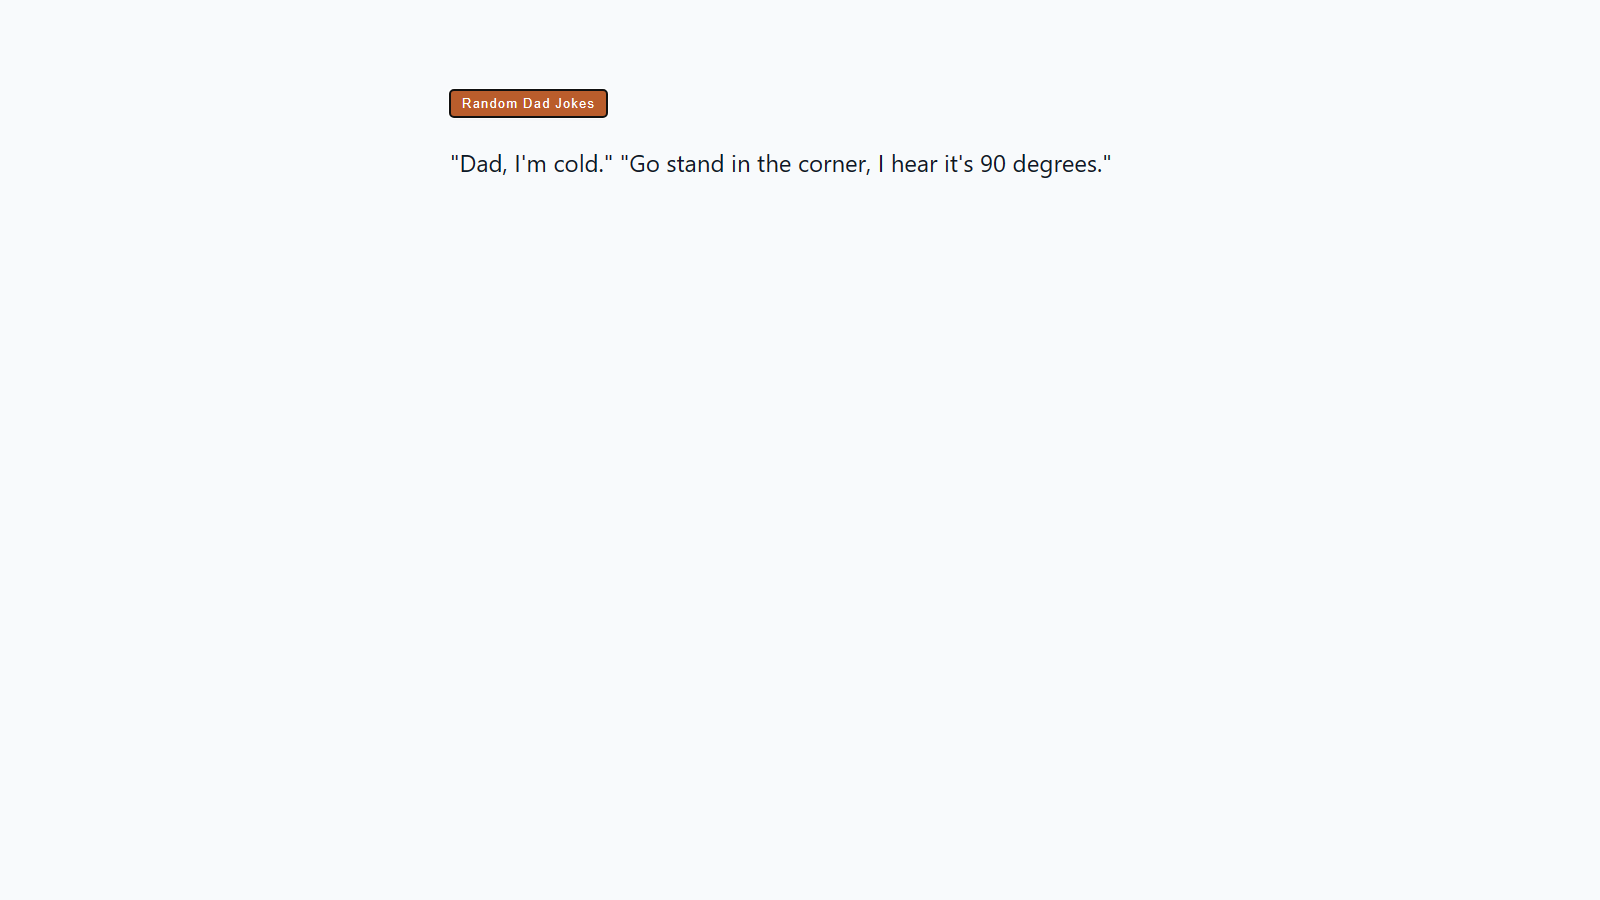 Random Dad Jokes
"Dad, I'm cold." "Go stand in the corner, I hear it's 90 degrees."